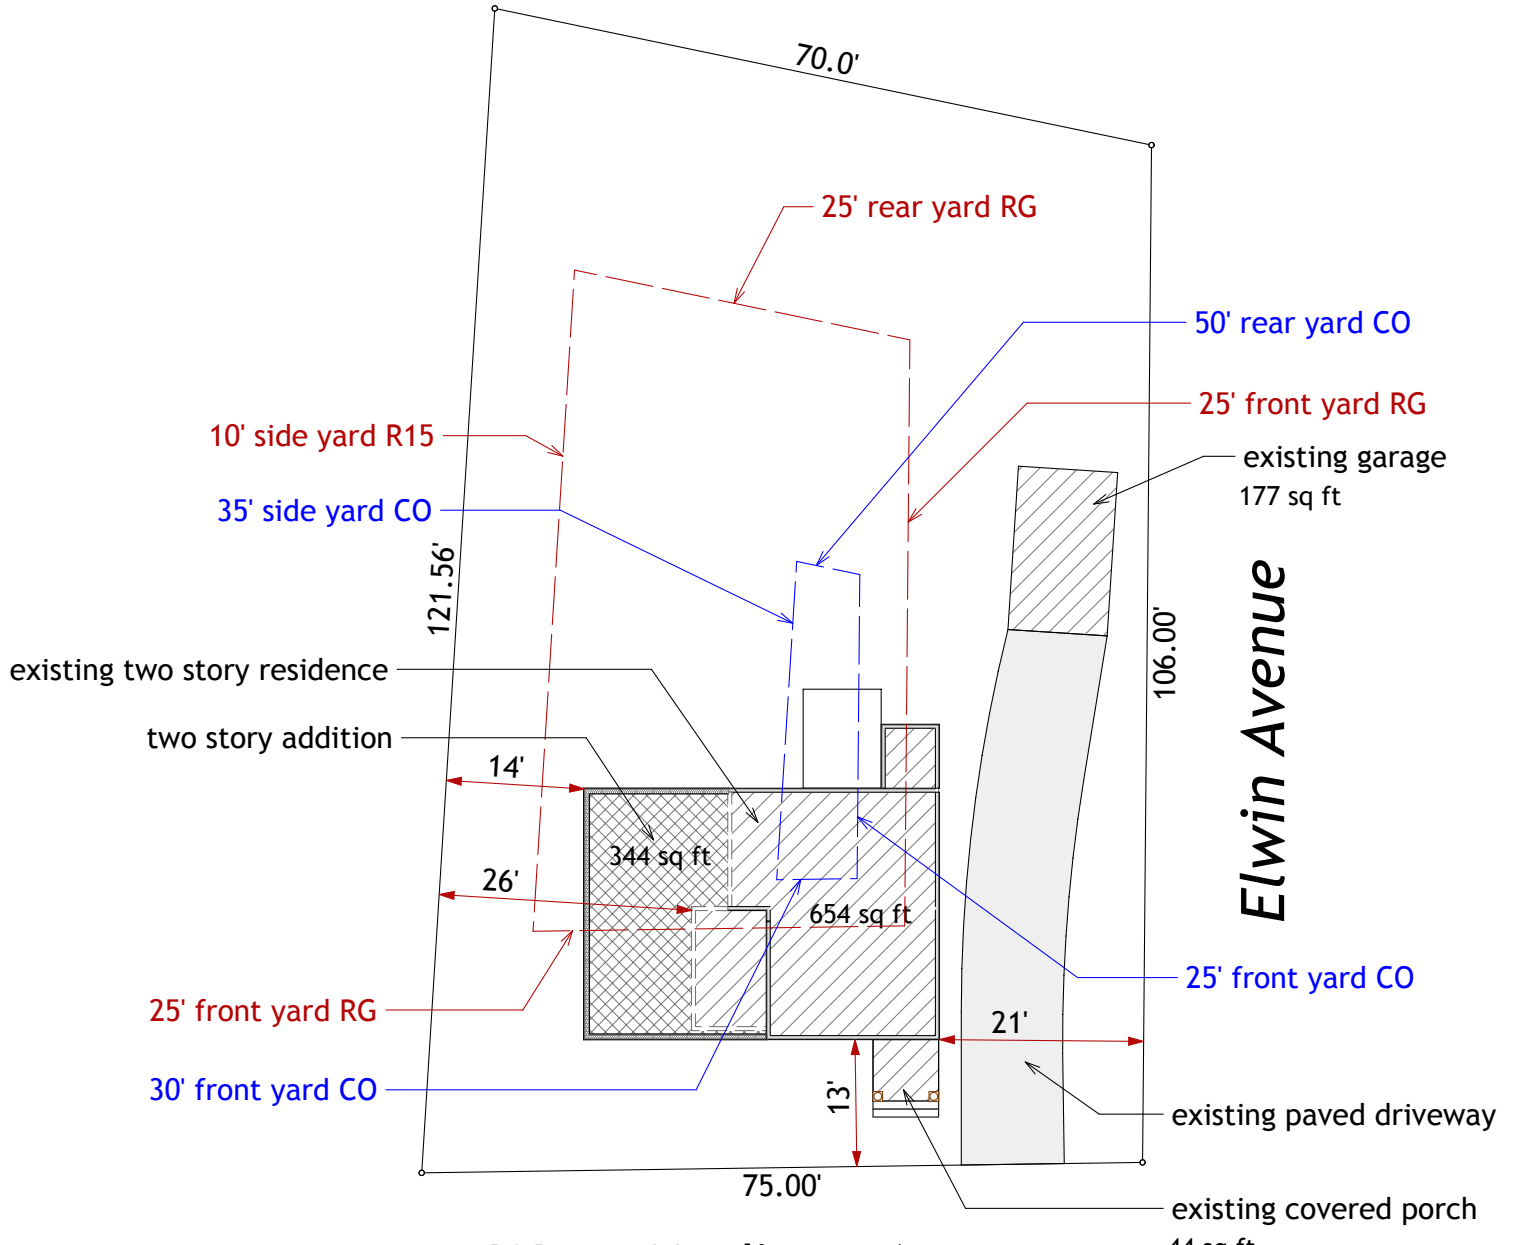 70.0'
25' rear yard RG
50' rear yard CO
25' front yard RG
10' side yard R15
existing garage
177 sq ft
35' side yard CO
121.56'
Elwin Avenue
106.00'
existing two story residence
two story addition
14'
344 sq ft
26'
654 sq ft
25' front yard CO
25' front yard RG
21'
30' front yard CO
13'
existing paved driveway
75.00'
existing covered porch
44 sq ft